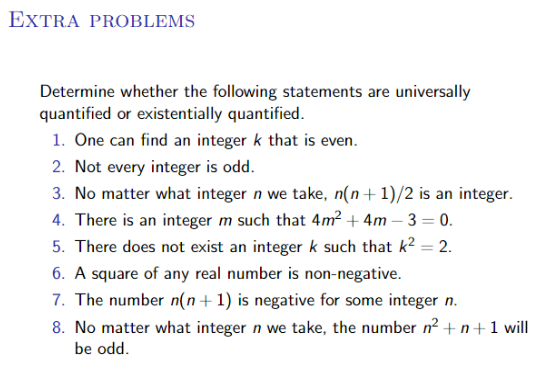 EXTRA PROBLEMS
Determine whether the following statements are universally
quantified or existentially quantified.
1. One can find an integer k that is even.
2. Not every integer is odd.
3. No matter what integer n we take, n(n + 1)/2 is an integer.
4. There is an integer m such that 4m² + 4m − 3 = 0.
5. There does not exist an integer k such that k² = 2.
6. A square of any real number is non-negative.
7. The number n(n + 1) is negative for some integer n.
8. No matter what integer n we take, the number n² + n + 1 will
be odd.